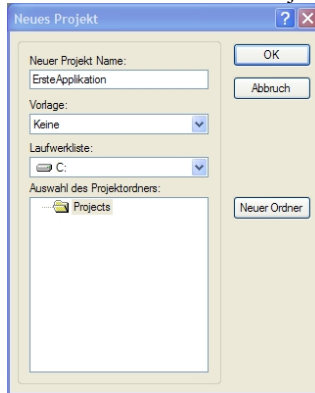 Neues Projekt
Neuer Projekt Name:
OK
ErsteApplikation
Abbruch
Vorlage:
Keine
Laufwerkliste:
C:
Auswahl des Projektordners:
Projects
Neuer Ordner